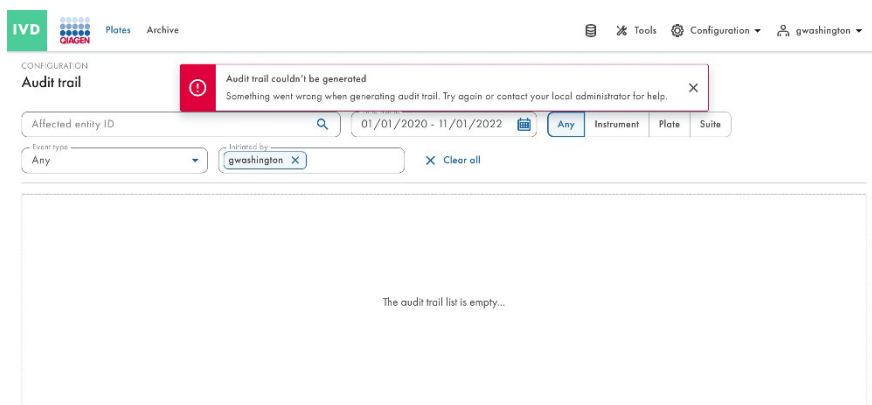 IVD QIAGEN Plates Archive Tools Configuration gwashington
CONFIGURATION
Audit trail
Audit trail couldn't be generated
Something went wrong when generating audit trail. Try again or contact your local administrator for help.
Affected entity ID 01/01/2020 - 11/01/2022 Any Instrument Plate Suite
Event type Initiated by
Any gwashington Clear all
The audit trail list is empty...